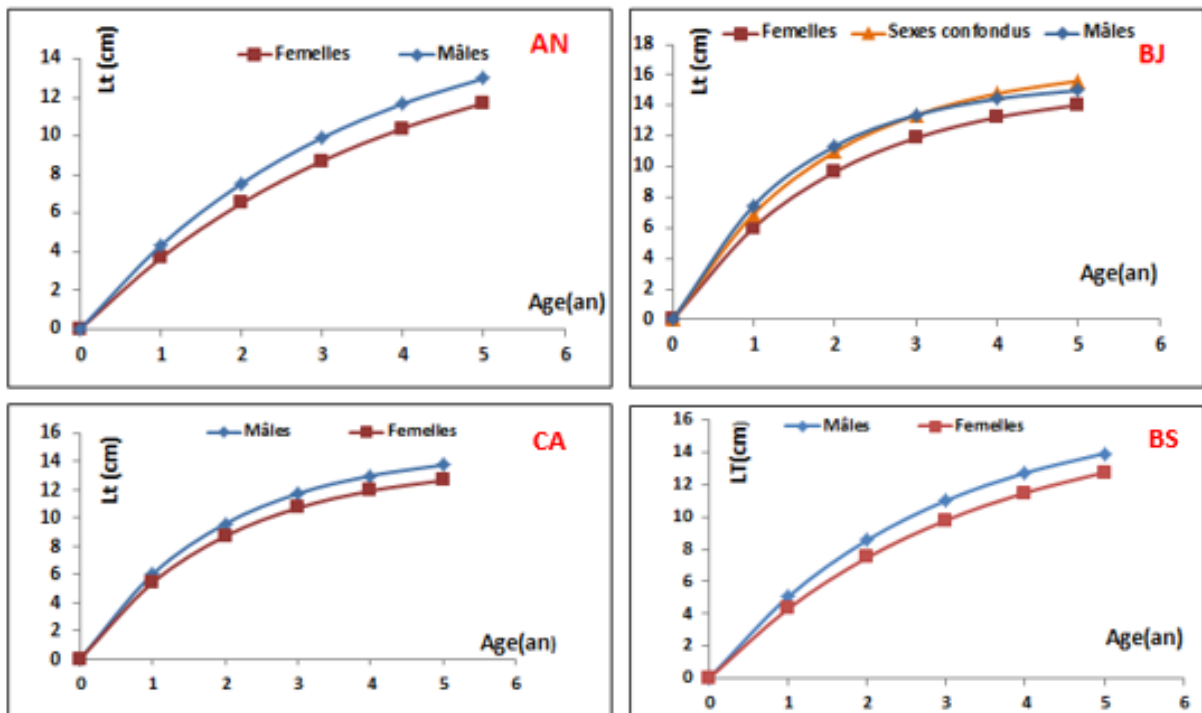 Femelles Mâles AN
Lt (cm)
14
12
10
8
6
4
2
0
Age(an)
0 1 2 3 4 5 6
Femelles Sexes confondus Mâles
BJ
Lt (cm)
18
16
14
12
10
8
6
4
2
0
Age(an)
0 1 2 3 4 5 6
Mâles Femelles CA
Lt (cm)
16
14
12
10
8
6
4
2
0
Age(an)
0 1 2 3 4 5 6
Mâles Femelles BS
LT(cm)
16
14
12
10
8
6
4
2
0
Age(an)
0 1 2 3 4 5 6